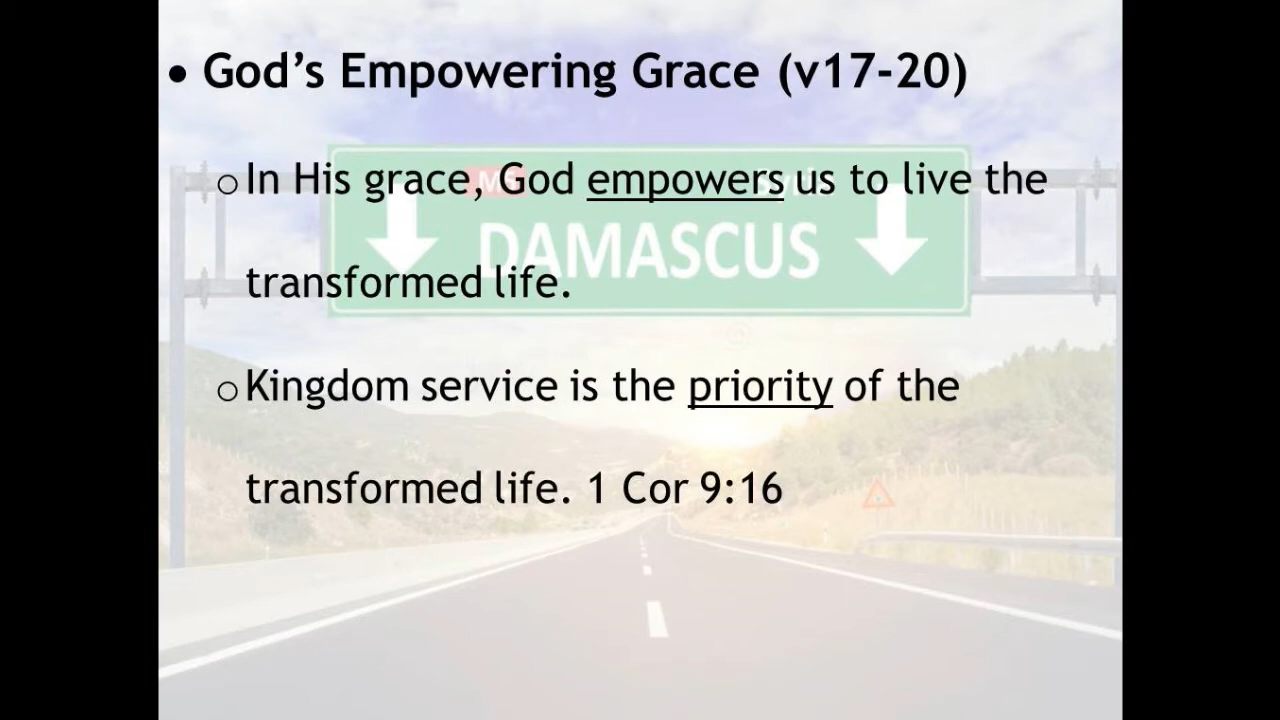 • God's Empowering Grace (v17-20)
o In His grace, God empowers us to live the
transformed life.
DAMASCUS
o Kingdom service is the priority of the
transformed life. 1 Cor 9:16